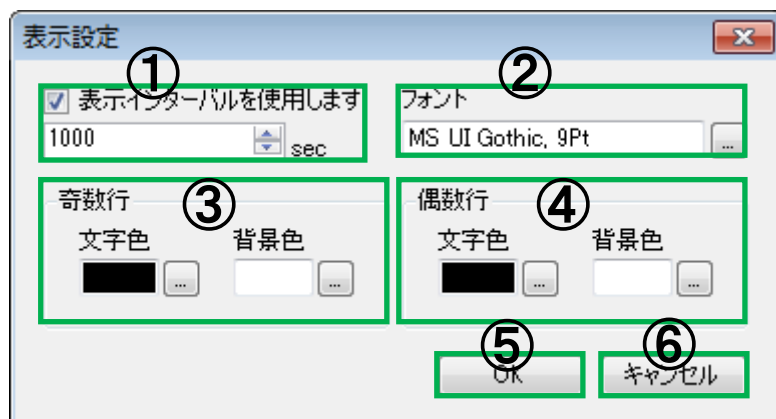 表示設定
①
②
表示インターバルを使用します
フォント
1000
sec
MS UI Gothic, 9Pt
...
奇数行
③
偶数行
④
文字色
背景色
文字色
背景色
...
...
...
...
⑤
⑥
OK
キャンセル